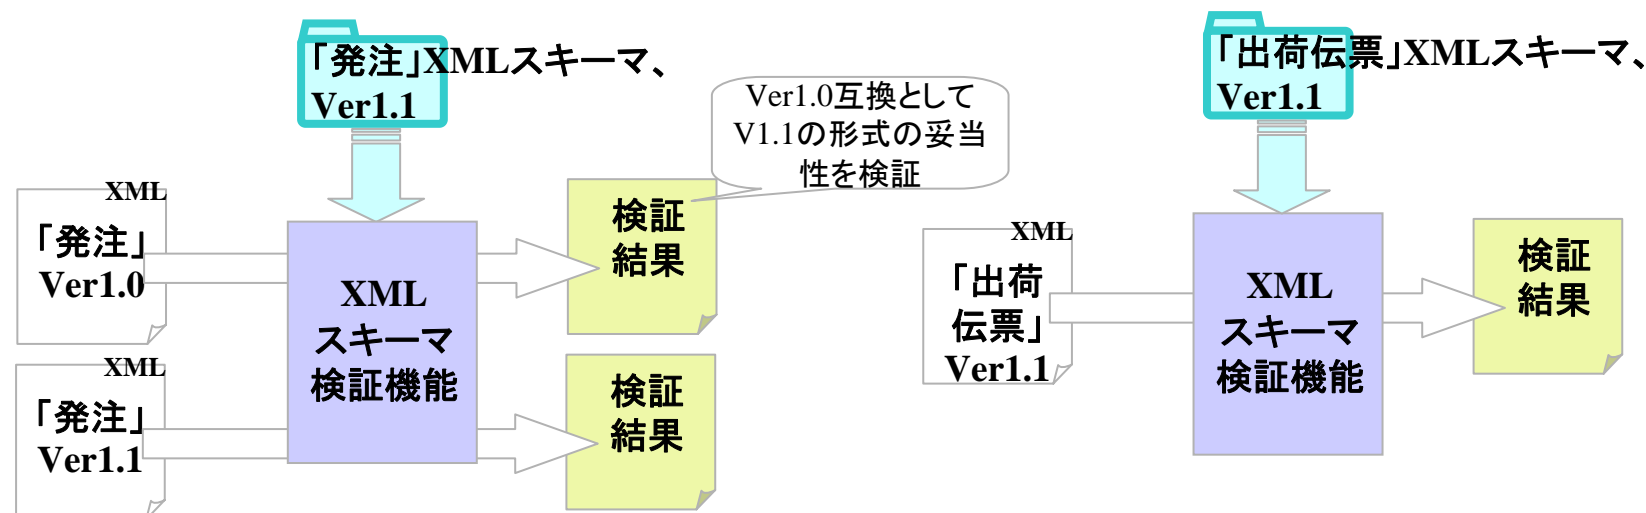 「発注」XMLスキーマ、
Ver1.1
Ver1.0互換として
V1.1の形式の妥当
性を検証
XML
「発注」
Ver1.0
XML
「発注」
Ver1.1
XML
スキーマ
検証機能
検証
結果
検証
結果
「出荷伝票」XMLスキーマ、
Ver1.1
XML
「出荷
伝票」
Ver1.1
XML
スキーマ
検証機能
検証
結果